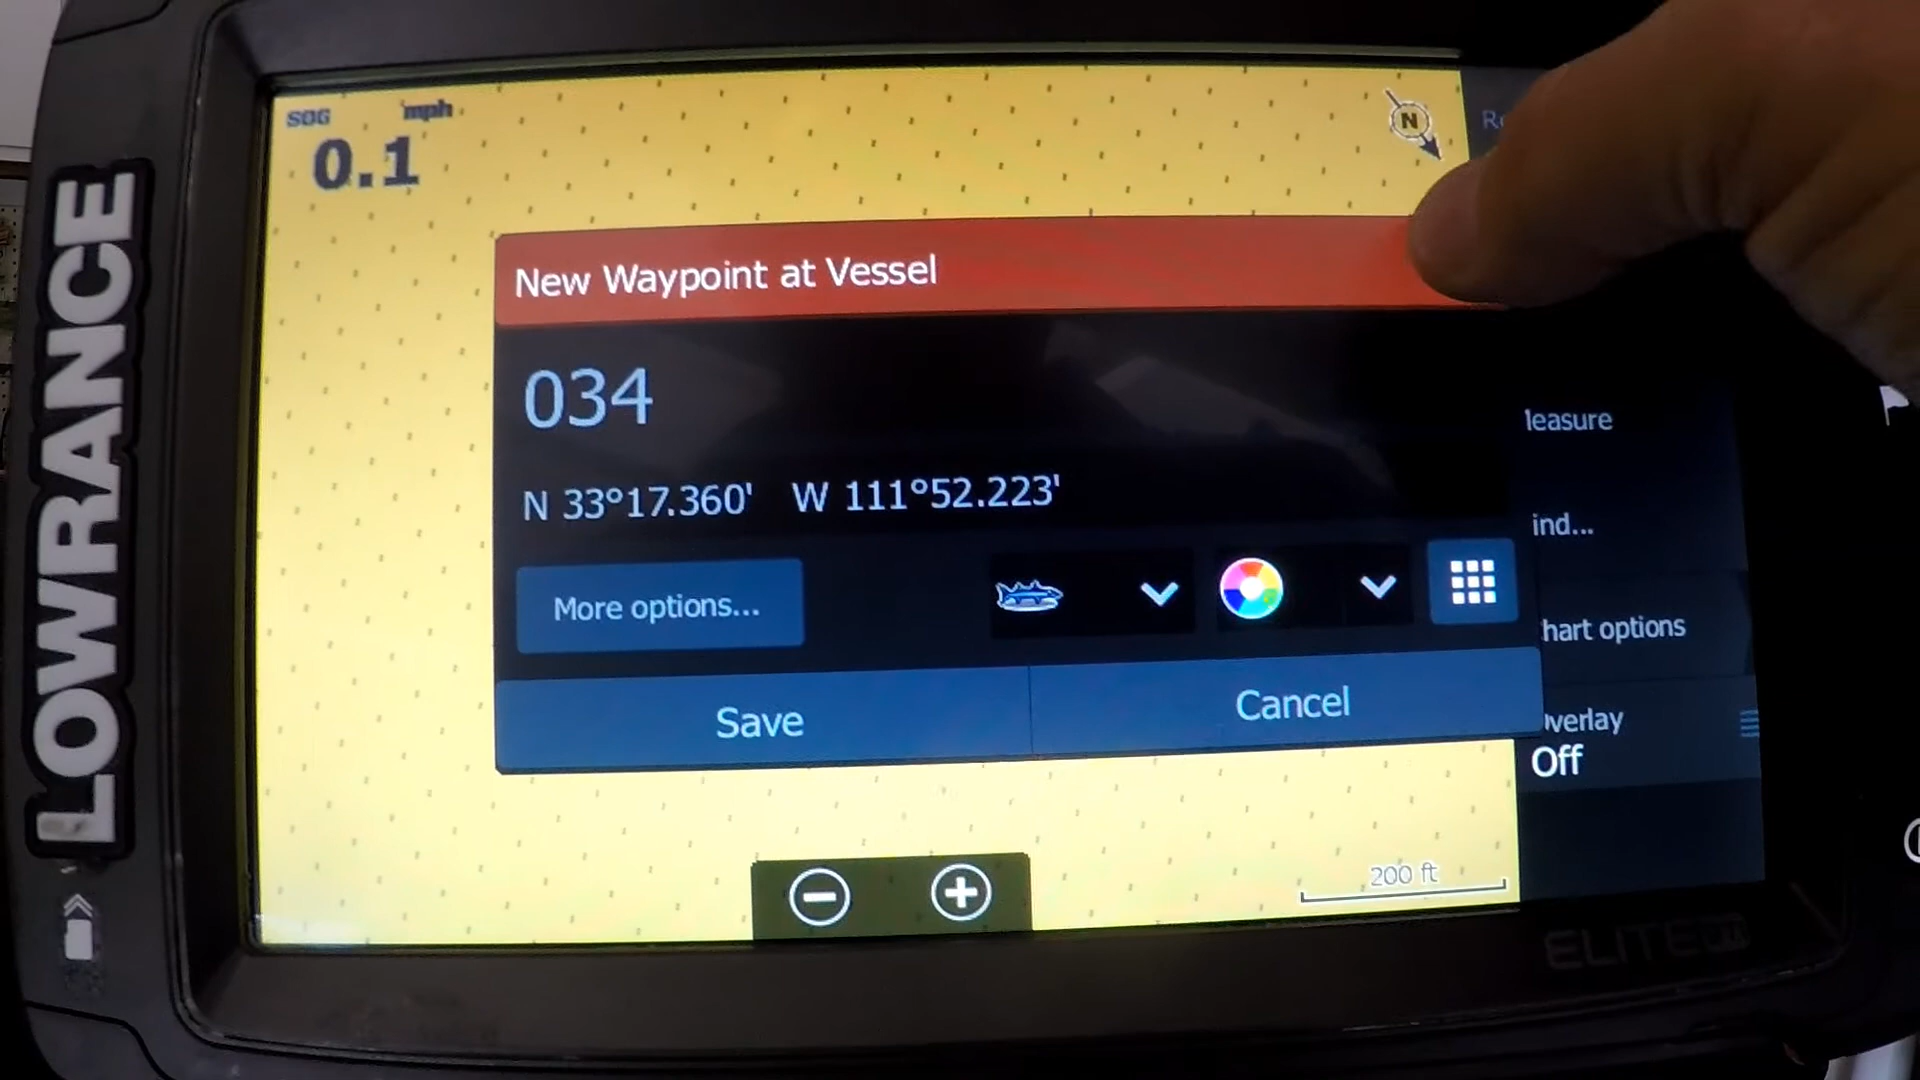 LOWRANCE
SOG mph
0.1
N
New Waypoint at Vessel
034
N 33°17.360' W 111°52.223'
More options...
Save
Cancel
leasure
ind...
hart options
verlay
Off
200 ft
ELITE